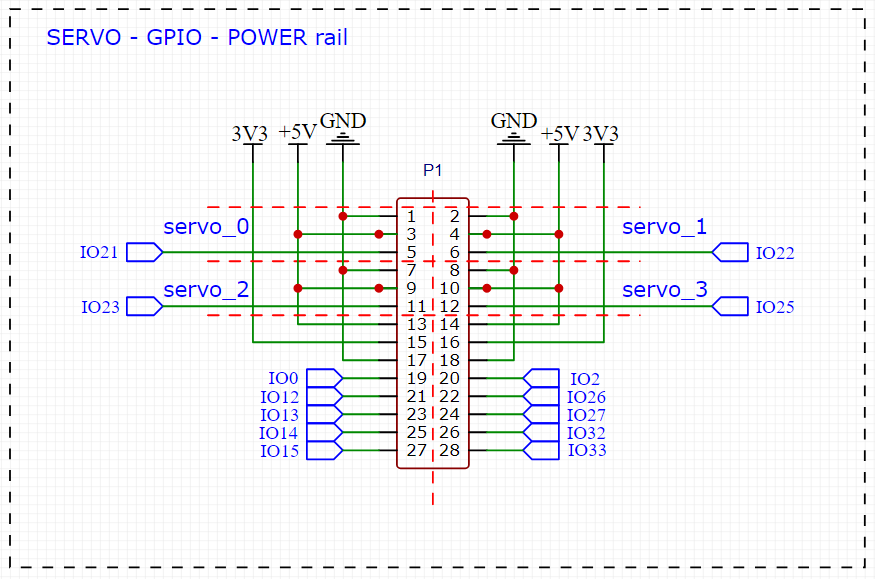 SERVO - GPIO - POWER rail
3V3 +5V GND GND +5V 3V3
P1
1 2
servo_0 3 4 servo_1
IO21 5 6 IO22
7 8
servo_2 9 10 servo_3
IO23 11 12 IO25
13 14
15 16
17 18
IO0 19 20 IO2
IO12 21 22 IO26
IO13 23 24 IO27
IO14 25 26 IO32
IO15 27 28 IO33